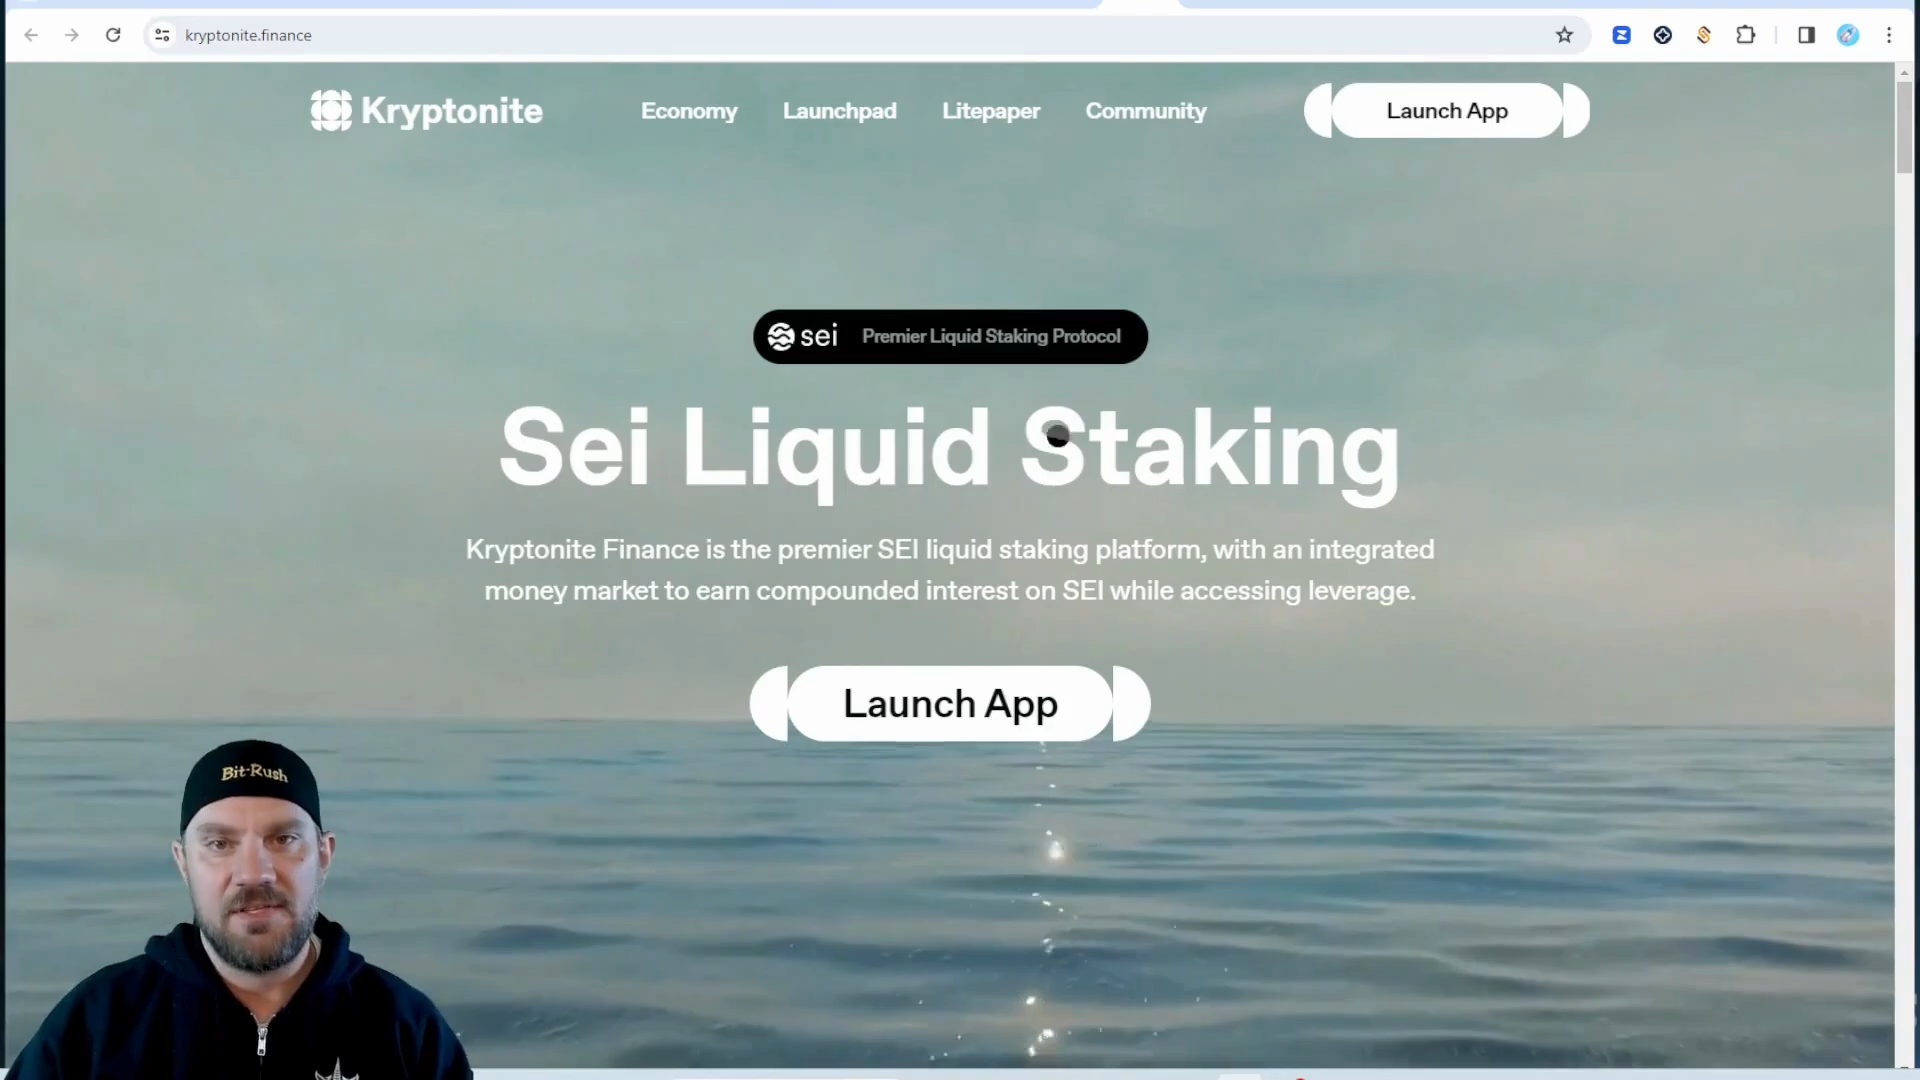 kryptonite.finance
Kryptonite
Economy
Launchpad
Litepaper
Community
Launch App
sei
Premier Liquid Staking Protocol
Sei Liquid Staking
Kryptonite Finance is the premier SEI liquid staking platform, with an integrated
money market to earn compounded interest on SEI while accessing leverage.
Launch App
Bit-Rush